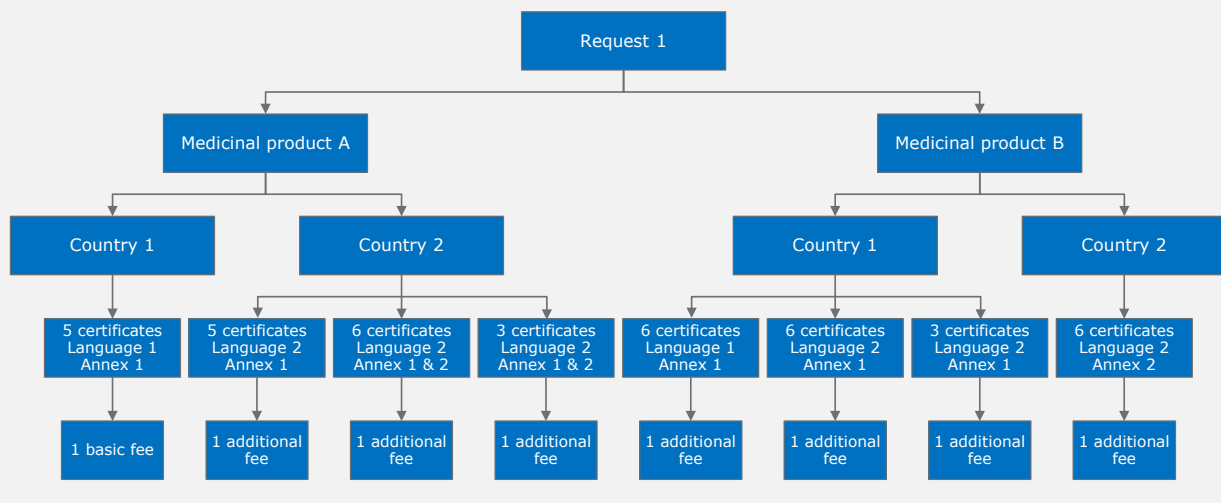 Request 1
Medicinal product A
Medicinal product B
Country 1
Country 2
Country 1
Country 2
5 certificates
Language 1
Annex 1
5 certificates
Language 2
Annex 1
6 certificates
Language 2
Annex 1 & 2
3 certificates
Language 2
Annex 1 & 2
6 certificates
Language 1
Annex 1
6 certificates
Language 2
Annex 1
3 certificates
Language 2
Annex 1
6 certificates
Language 2
Annex 2
1 basic fee
1 additional
fee
1 additional
fee
1 additional
fee
1 additional
fee
1 additional
fee
1 additional
fee
1 additional
fee